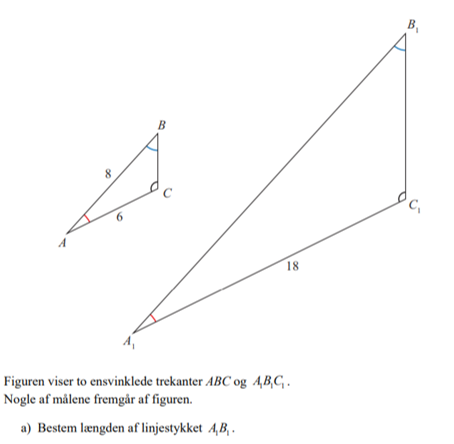 B₁
B
8
C
6
C₁
A
18
A₁
Figuren viser to ensvinklede trekanter ABC og A₁B₁C₁.
Nogle af målene fremgår af figuren.
a) Bestem længden af linjestykket A₁B₁.